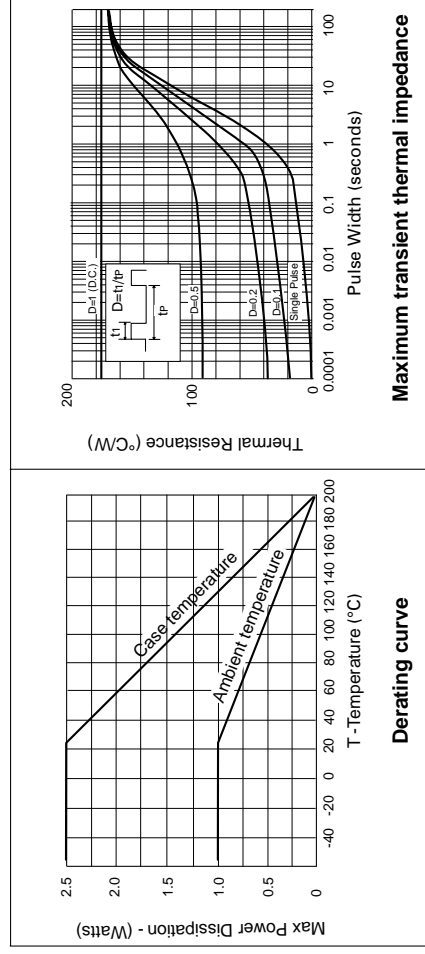 Max Power Dissipation - (Watts)
2.5
2.0
1.5
1.0
0.5
0
Case temperature
Ambient temperature
-40 -20 0 20 40 60 80 100 120 140 160 180 200
T -Temperature (°C)
Derating curve
Thermal Resistance (°C/W)
200
100
0
D=1 (D.C.)
t1
D=t1/tP
tP
D=0.5
D=0.2
D=0.1
Single Pulse
0.0001 0.001 0.01 0.1 1 10 100
Pulse Width (seconds)
Maximum transient thermal impedance